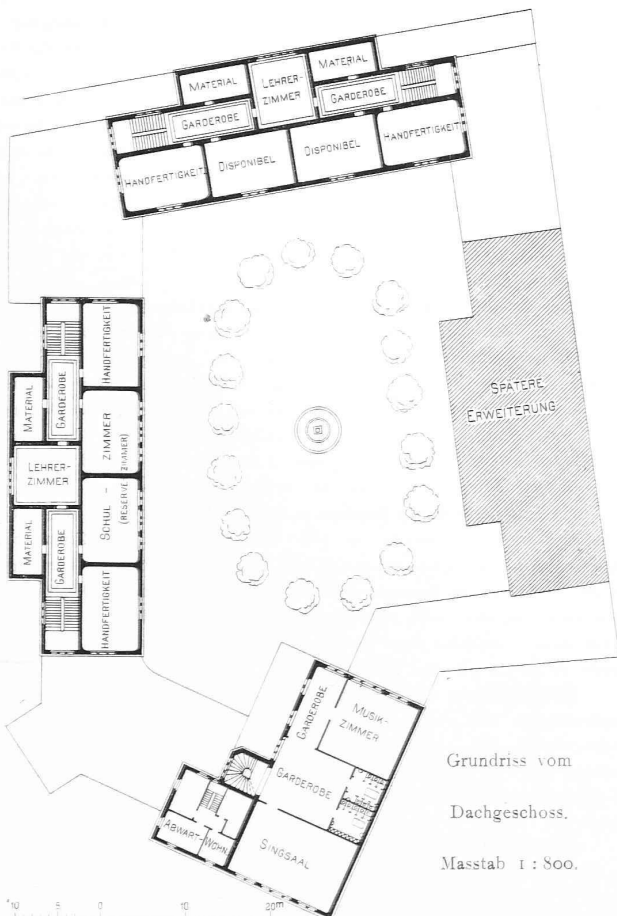 MATERIAL
LEHRER-
ZIMMER
MATERIAL
GARDEROBE
GARDEROBE
HANDFERTIGKEIT
DISPONIBEL
DISPONIBEL
HANDFERTIGKEIT
MATERIAL
GARDEROBE
HANDFERTIGKEIT
LEHRER-
ZIMMER
SCHUL - ZIMMER
(RESERVE ZIMMER)
MATERIAL
GARDEROBE
HANDFERTIGKEIT
SPÄTERE
ERWEITERUNG
GARDEROBE
MUSIK-
ZIMMER
GARDEROBE
ABWART-WOHN.
SINGSAAL
Grundriss vom
Dachgeschoss.
Masstab 1 : 800.
10 5 0 10 20m